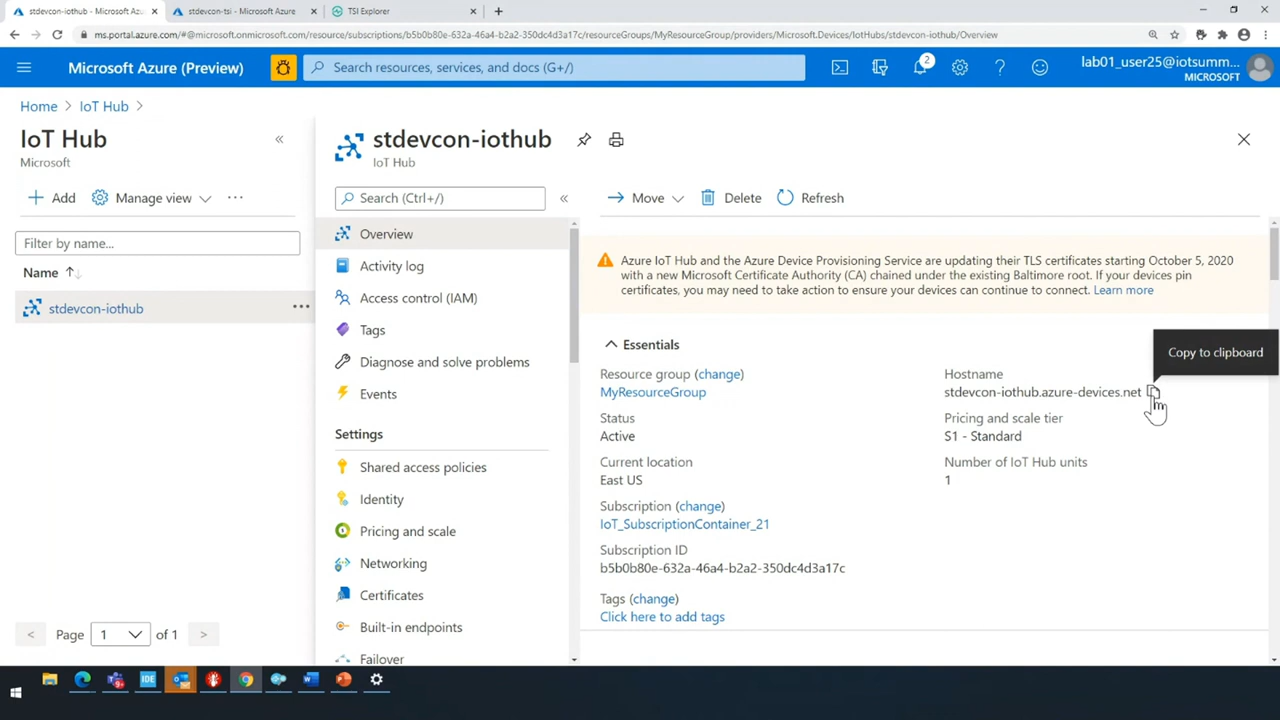 stdevcon-iothub - Microsoft Azu
stdevcon-tsi - Microsoft Azure
TSI Explorer
ms.portal.azure.com/#@microsoft.onmicrosoft.com/resource/subscriptions/b5b0b80e-632a-46a4-b2a2-350dc4d3a17c/resourceGroups/MyResourceGroup/providers/Microsoft.Devices/IotHubs/stdevcon-iothub/Overview
Microsoft Azure (Preview)
Search resources, services, and docs (G+/)
2
lab01_user25@iotsumm...
MICROSOFT
Home > IoT Hub >
IoT Hub
Microsoft
Add
Manage view
Filter by name...
Name
stdevcon-iothub
Page 1 of 1
stdevcon-iothub
IoT Hub
Search (Ctrl+/)
Overview
Activity log
Access control (IAM)
Tags
Diagnose and solve problems
Events
Settings
Shared access policies
Identity
Pricing and scale
Networking
Certificates
Built-in endpoints
Failover
Move
Delete
Refresh
Azure IoT Hub and the Azure Device Provisioning Service are updating their TLS certificates starting October 5, 2020
with a new Microsoft Certificate Authority (CA) chained under the existing Baltimore root. If your devices pin
certificates, you may need to take action to ensure your devices can continue to connect. Learn more
Essentials
Resource group (change)
MyResourceGroup
Status
Active
Current location
East US
Subscription (change)
IoT_SubscriptionContainer_21
Subscription ID
b5b0b80e-632a-46a4-b2a2-350dc4d3a17c
Tags (change)
Click here to add tags
Copy to clipboard
Hostname
stdevcon-iothub.azure-devices.net
Pricing and scale tier
S1 - Standard
Number of IoT Hub units
1
IDE